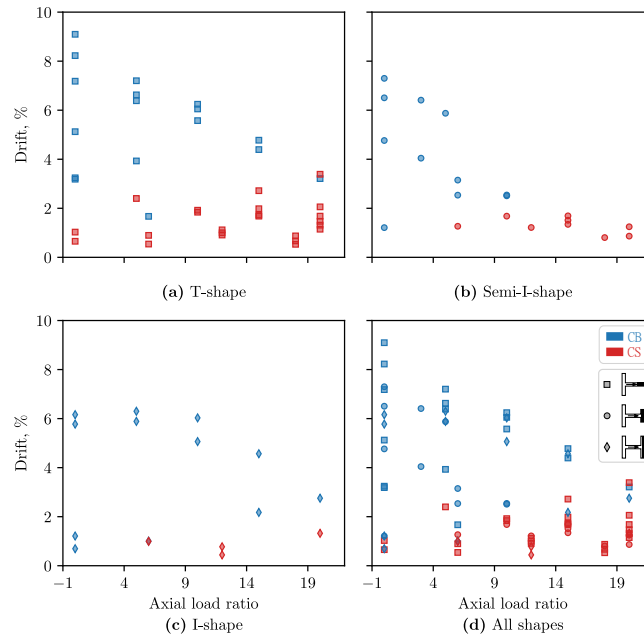 10
8
6
4
2
0
Drift, %
(a) T-shape
(b) Semi-I-shape
10
8
6
4
2
0
Drift, %
CB
CS
−1 4 9 14 19
−1 4 9 14 19
Axial load ratio
Axial load ratio
(c) I-shape
(d) All shapes